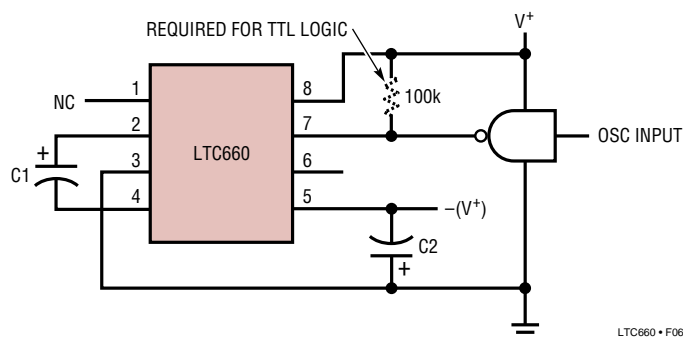 REQUIRED FOR TTL LOGIC
V+
NC
1
2
3
4
8
7
6
5
100k
LTC660
OSC INPUT
+
C1
–(V+)
C2
+
LTC660 • F06